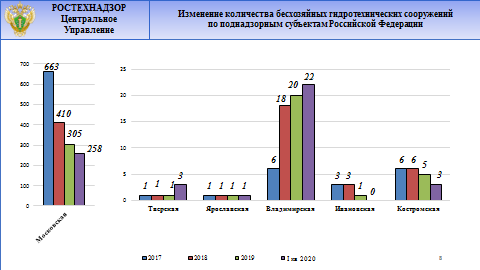 РОСТЕХНАДЗОР
Центральное
Управление
Изменение количества бесхозяйных гидротехнических сооружений
по поднадзорным субъектам Российской Федерации
700
600
500
400
300
200
100
0
663
410
305
258
Московская
25
20
15
10
5
0
1 1 1 3
1 1 1 1
6 18 20 22
3 3 1 0
6 6 5 3
Тверская Ярославская Владимирская Ивановская Костромская
2017 2018 2019 1 кв 2020
8